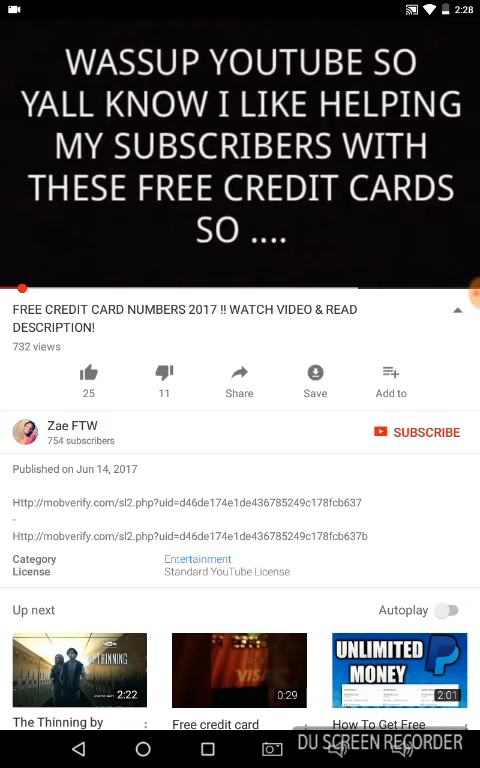 2:28
WASSUP YOUTUBE SO
YALL KNOW I LIKE HELPING
MY SUBSCRIBERS WITH
THESE FREE CREDIT CARDS
SO ....
FREE CREDIT CARD NUMBERS 2017 !! WATCH VIDEO & READ
DESCRIPTION!
732 views
25 11 Share Save Add to
Zae FTW
754 subscribers
SUBSCRIBE
Published on Jun 14, 2017
Http://mobverify.com/sl2.php?uid=d46de174e1de436785249c178fcb637
-
Http://mobverify.com/sl2.php?uid=d46de174e1de436785249c178fcb637b
Category Entertainment
License Standard YouTube License
Up next Autoplay
THINNING
2:22
VISA
0:29
UNLIMITED
MONEY
2:01
The Thinning by Free credit card How To Get Free
DU SCREEN RECORDER